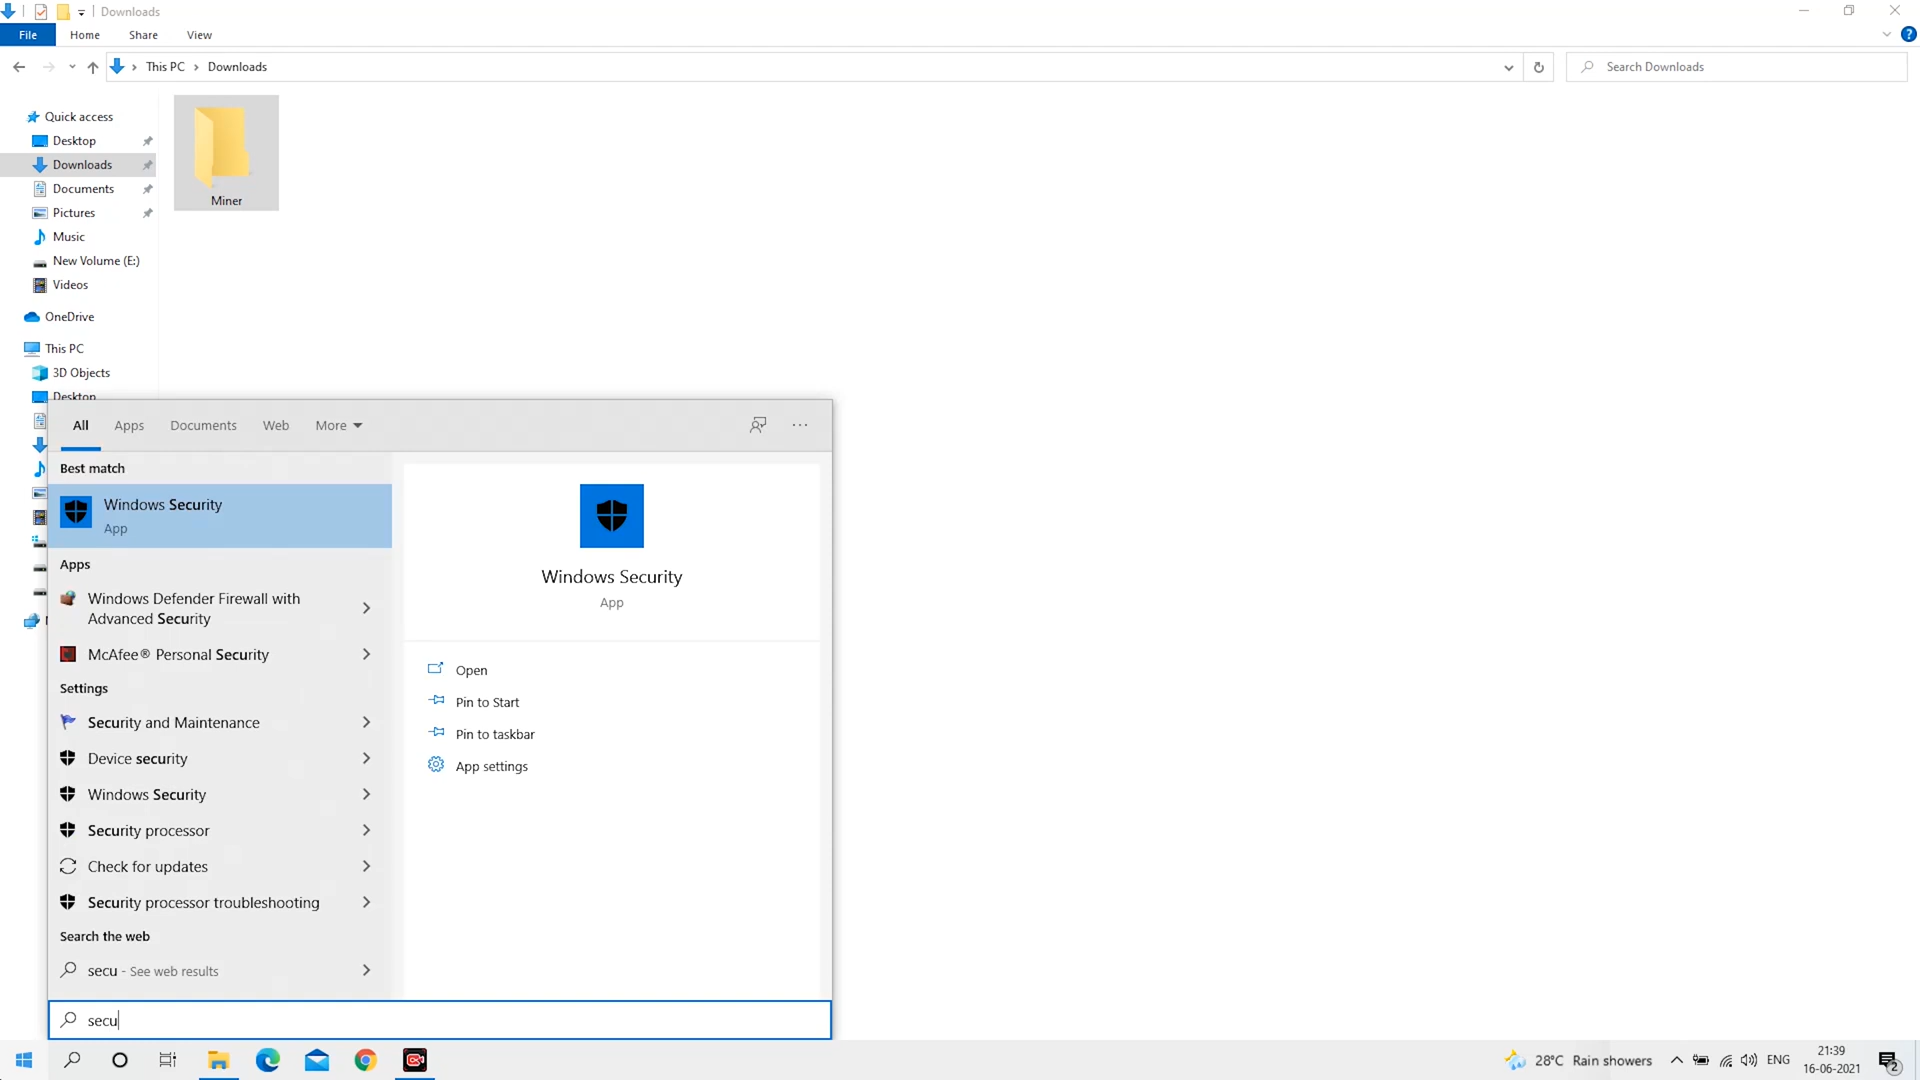 Downloads
File Home Share View
This PC > Downloads
Search Downloads
Quick access
Desktop
Downloads
Documents
Pictures
Music
New Volume (E:)
Videos
OneDrive
This PC
3D Objects
Desktop
Miner
All Apps Documents Web More
Best match
Windows Security
App
Apps
Windows Defender Firewall with
Advanced Security
McAfee® Personal Security
Settings
Security and Maintenance
Device security
Windows Security
Security processor
Check for updates
Security processor troubleshooting
Search the web
secu - See web results
secu
Windows Security
App
Open
Pin to Start
Pin to taskbar
App settings
28°C Rain showers
ENG
21:39
16-06-2021
2